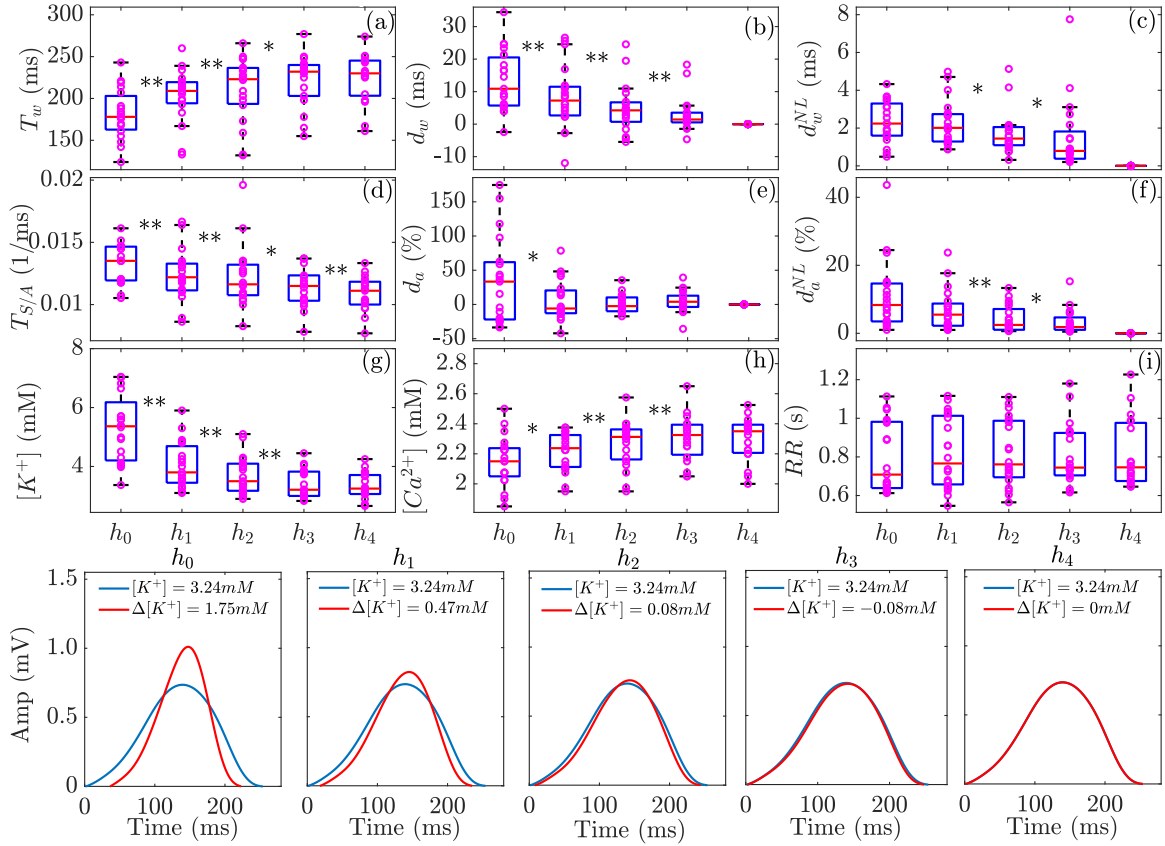 (a) (b) (c)
T_w (ms) 300 250 200 150 ** ** *
d_w (ms) 30 20 10 0 -10 ** ** **
d_w^{NL} (ms) 8 6 4 2 0 * *
(d) (e) (f)
T_{S/A} (1/ms) 0.02 0.015 0.01 ** ** * **
d_a (%) 150 100 50 0 -50 *
d_a^{NL} (%) 40 20 0 ** *
(g) (h) (i)
[K^+] (mM) 8 6 4 ** ** **
[Ca^{2+}] (mM) 2.8 2.6 2.4 2.2 2 * ** **
RR (s) 1.2 1 0.8 0.6
h_0 h_1 h_2 h_3 h_4 h_0 h_1 h_2 h_3 h_4 h_0 h_1 h_2 h_3 h_4
h_0 h_1 h_2 h_3 h_4
Amp (mV) 1.5 1.0 0.5 0
[K^+] = 3.24mM
Δ[K^+] = 1.75mM
[K^+] = 3.24mM
Δ[K^+] = 0.47mM
[K^+] = 3.24mM
Δ[K^+] = 0.08mM
[K^+] = 3.24mM
Δ[K^+] = −0.08mM
[K^+] = 3.24mM
Δ[K^+] = 0mM
0 100 200 0 100 200 0 100 200 0 100 200 0 100 200
Time (ms) Time (ms) Time (ms) Time (ms) Time (ms)